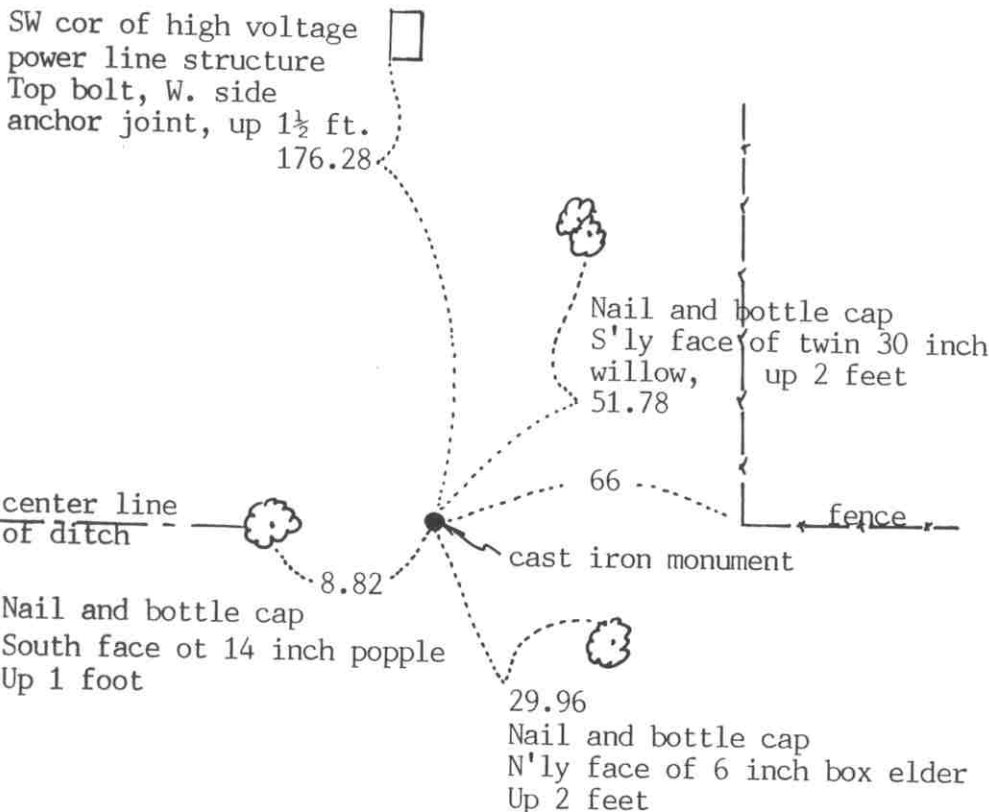 SW cor of high voltage
power line structure
Top bolt, W. side
anchor joint, up 1½ ft.
176.28
Nail and bottle cap
S'ly face of twin 30 inch
willow, up 2 feet
51.78
66
center line
of ditch
fence
cast iron monument
8.82
Nail and bottle cap
South face ot 14 inch popple
Up 1 foot
29.96
Nail and bottle cap
N'ly face of 6 inch box elder
Up 2 feet